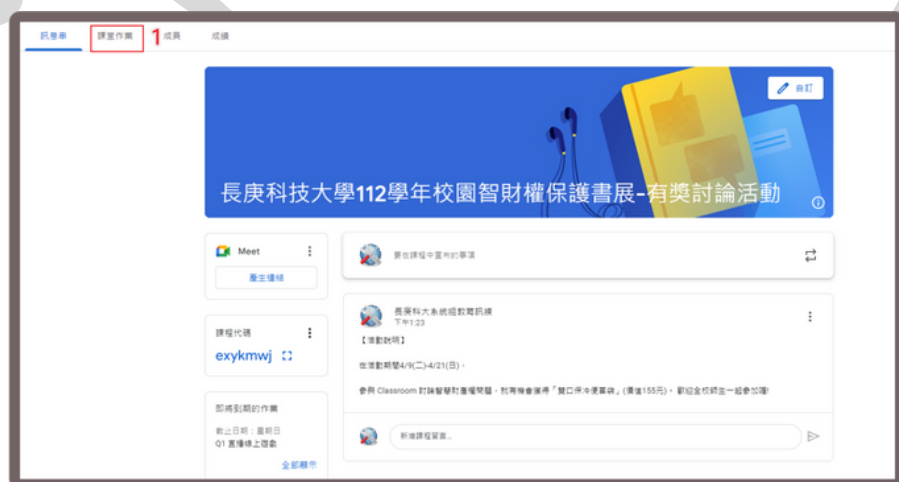 訊息串 課堂作業 1 成員 成績
自訂
長庚科技大學112學年校園智財權保護書展-有獎討論活動
Meet
產生連結
要在課程中宣布的事項
課程代碼
exykmwj
長庚科大系統組教育訊練
下午1:23
【活動說明】
在活動期間4/9(二)-4/21(日)，
參與 Classroom 討論智慧財產權問題，就有機會獲得「雙口保冷便當袋」(價值155元)。歡迎全校師生一起參加喔!
即將到期的作業
截止日期：星期日
Q1 直播線上遊戲
全部顯示
新增課程留言...